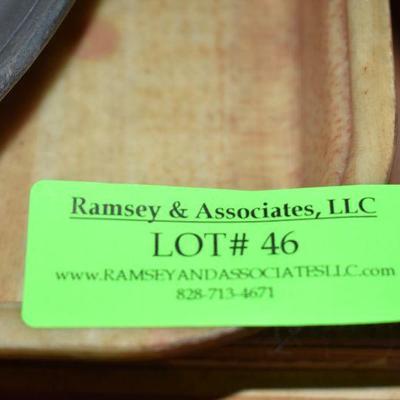 Ramsey & Associates, LLC
LOT# 46
www.RAMSEYANDASSOCIATESLLC.com
828-713-4671